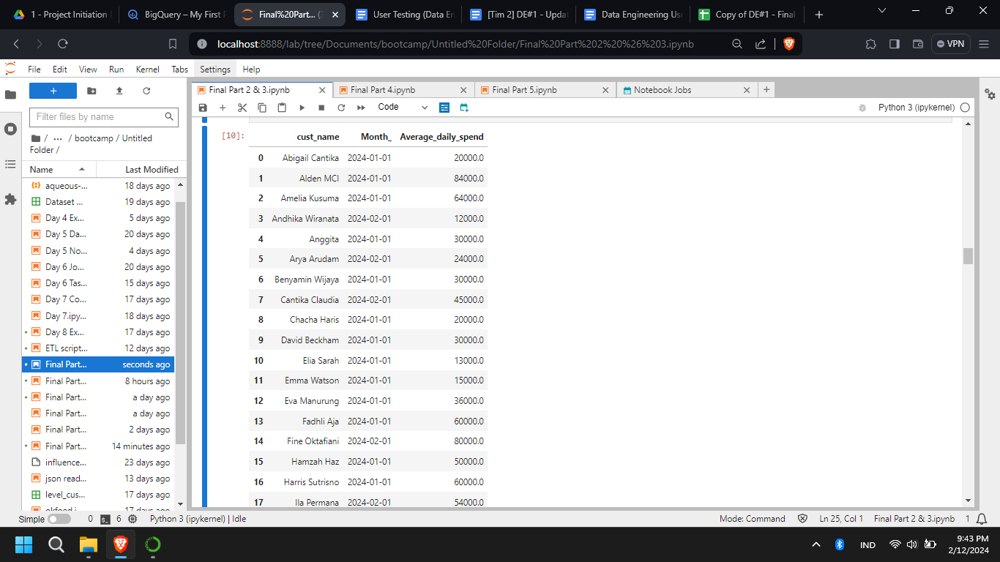 1 - Project Initiation
BigQuery – My First
Final%20Part...
User Testing (Data En
[Tim 2] DE#1 - Updat
Data Engineering Use
Copy of DE#1 - Final
localhost:8888/lab/tree/Documents/bootcamp/Untitled%20Folder/Final%20Part%202%20%26%203.ipynb
VPN
File Edit View Run Kernel Tabs Settings Help
Final Part 2 & 3.ipynb
Final Part 4.ipynb
Final Part 5.ipynb
Notebook Jobs
Code
Python 3 (ipykernel)
Filter files by name
/ ... / bootcamp / Untitled
Folder /
Name Last Modified
aqueous-... 18 days ago
Dataset ... 19 days ago
Day 4 Ex... 5 days ago
Day 5 Da... 20 days ago
Day 5 No... 4 days ago
Day 6 Jo... 20 days ago
Day 6 Tas... 15 days ago
Day 7 Co... 17 days ago
Day 7.ipy... 18 days ago
Day 8 Ex... 17 days ago
ETL script... 12 days ago
Final Part... seconds ago
Final Part... 8 hours ago
Final Part... a day ago
Final Part... a day ago
Final Part... 2 days ago
Final Part... 14 minutes ago
influence... 23 days ago
json read... 13 days ago
level_cus... 17 days ago
17 days ago
[10]:
cust_name Month_ Average_daily_spend
0 Abigail Cantika 2024-01-01 20000.0
1 Alden MCI 2024-01-01 84000.0
2 Amelia Kusuma 2024-01-01 64000.0
3 Andhika Wiranata 2024-02-01 12000.0
4 Anggita 2024-01-01 30000.0
5 Arya Arudam 2024-02-01 24000.0
6 Benyamin Wijaya 2024-01-01 30000.0
7 Cantika Claudia 2024-02-01 45000.0
8 Chacha Haris 2024-01-01 20000.0
9 David Beckham 2024-01-01 30000.0
10 Elia Sarah 2024-01-01 13000.0
11 Emma Watson 2024-01-01 15000.0
12 Eva Manurung 2024-01-01 36000.0
13 Fadhli Aja 2024-01-01 60000.0
14 Fine Oktafiani 2024-02-01 80000.0
15 Hamzah Haz 2024-01-01 50000.0
16 Harris Sutrisno 2024-01-01 60000.0
17 Ila Permana 2024-02-01 54000.0
Simple 0 6 Python 3 (ipykernel) | Idle
Mode: Command Ln 25, Col 1 Final Part 2 & 3.ipynb 1
IND
9:43 PM
2/12/2024